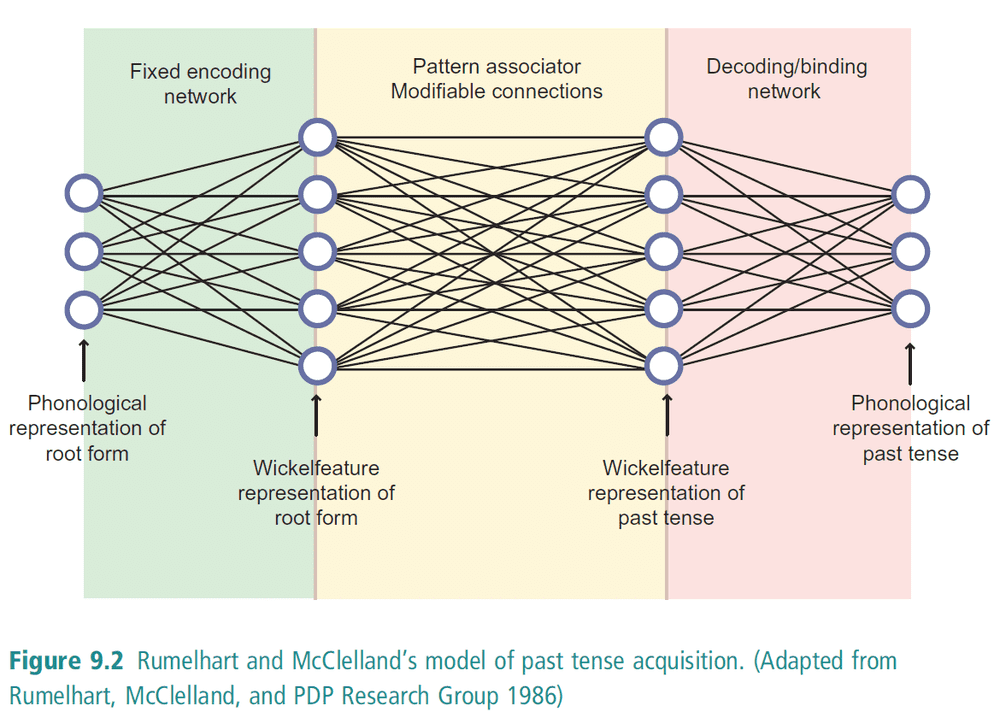 Fixed encoding
network
Pattern associator
Modifiable connections
Decoding/binding
network
Phonological
representation of
root form
Wickelfeature
representation of
root form
Wickelfeature
representation of
past tense
Phonological
representation of
past tense
Figure 9.2 Rumelhart and McClelland's model of past tense acquisition. (Adapted from
Rumelhart, McClelland, and PDP Research Group 1986)